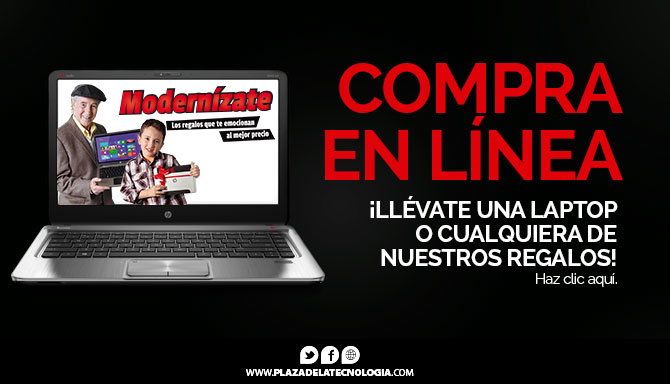 Modernízate
Los regalos que te emocionan
al mejor precio
hp
COMPRA
EN LÍNEA
¡LLÉVATE UNA LAPTOP
O CUALQUIERA DE
NUESTROS REGALOS!
Haz clic aquí.
WWW.PLAZADELATECNOLOGIA.COM